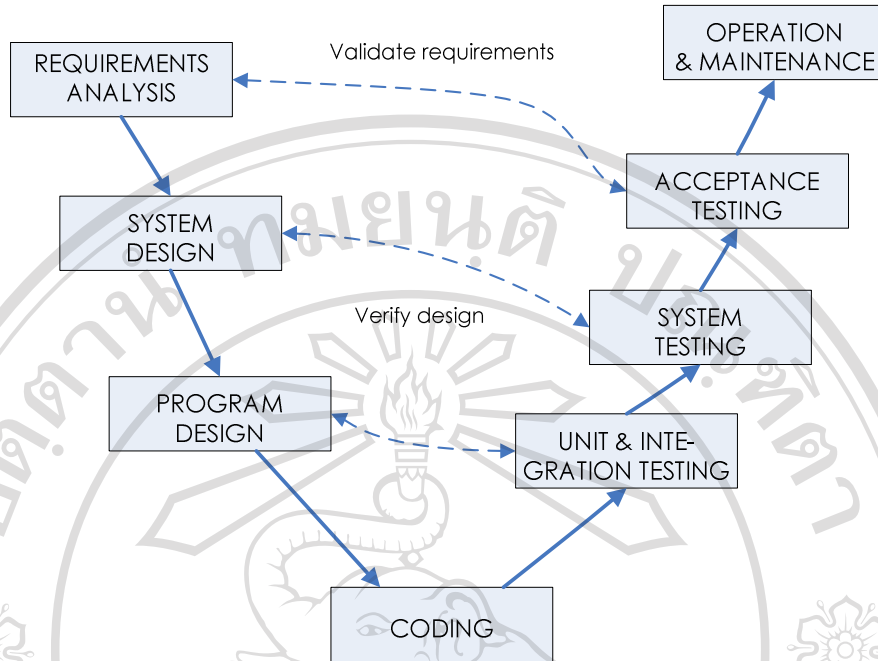 OPERATION
& MAINTENANCE
Validate requirements
REQUIREMENTS
ANALYSIS
ACCEPTANCE
TESTING
SYSTEM
DESIGN
Verify design
SYSTEM
TESTING
PROGRAM
DESIGN
UNIT & INTE-
GRATION TESTING
CODING